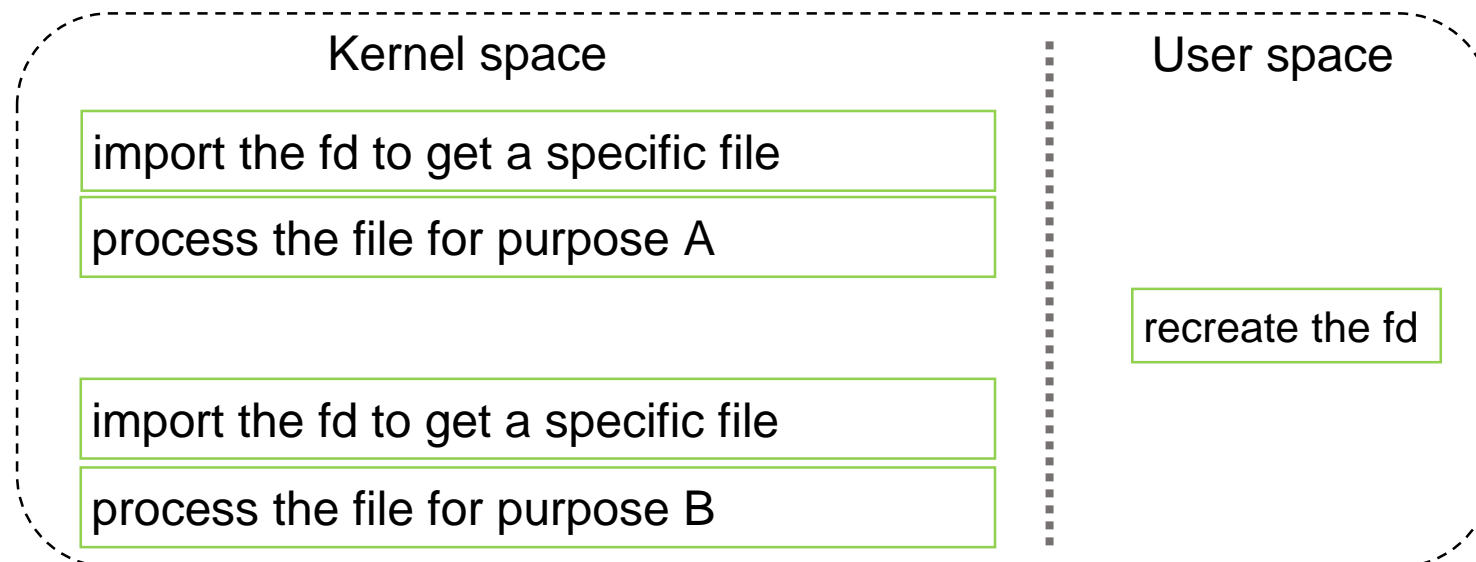 Kernel space
User space
import the fd to get a specific file
process the file for purpose A
recreate the fd
import the fd to get a specific file
process the file for purpose B